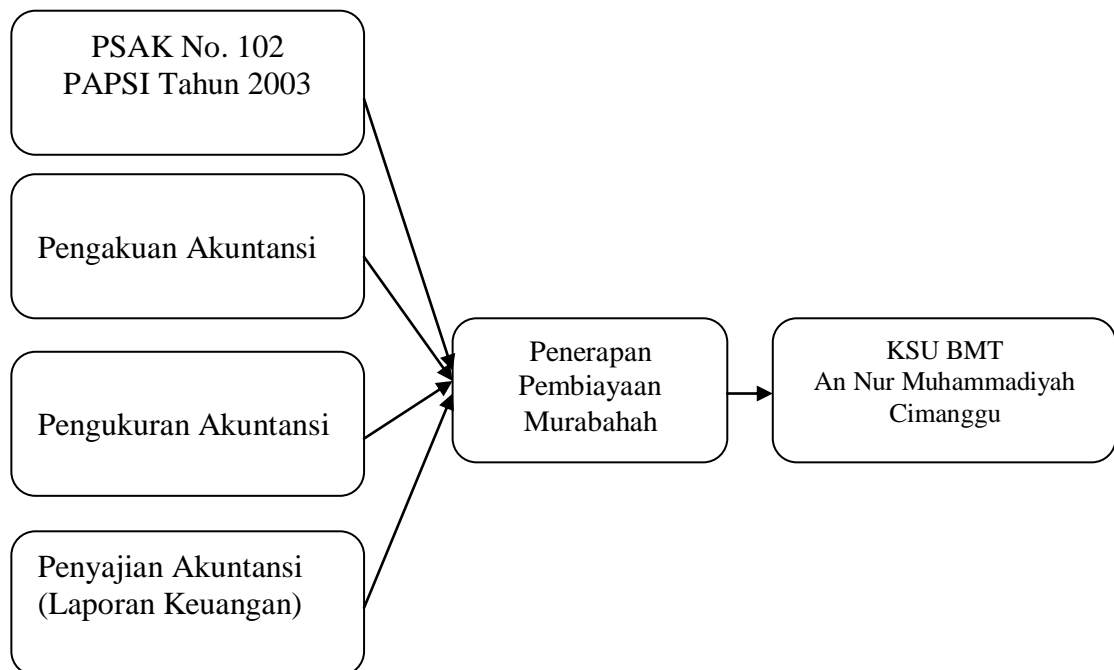 PSAK No. 102
PAPSI Tahun 2003
Pengakuan Akuntansi
Pengukuran Akuntansi
Penyajian Akuntansi
(Laporan Keuangan)
Penerapan
Pembiayaan
Murabahah
KSU BMT
An Nur Muhammadiyah
Cimanggu